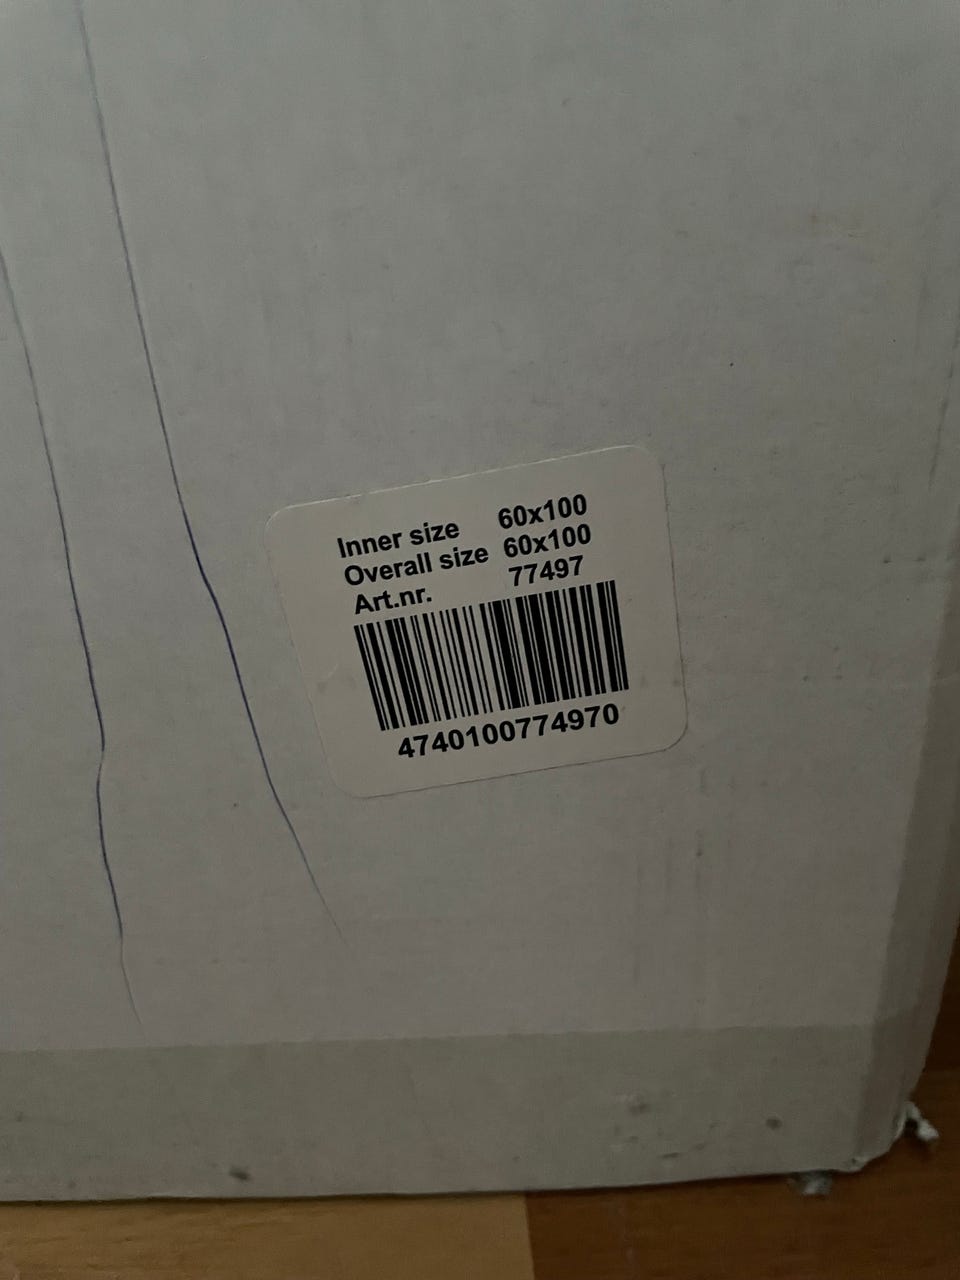 Inner size 60x100
Overall size 60x100
Art.nr. 77497
4740100774970